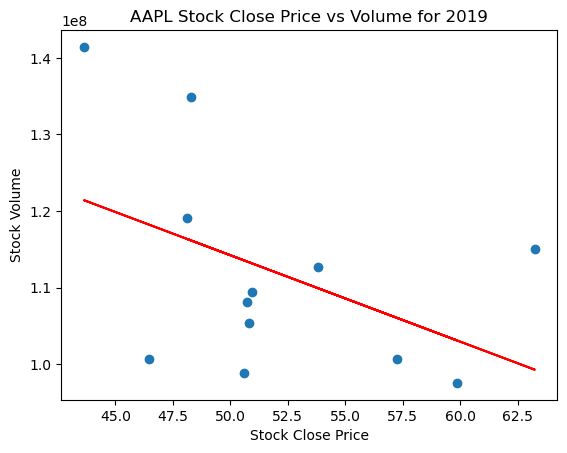 AAPL Stock Close Price vs Volume for 2019
1e8
1.4
1.3
1.2
1.1
1.0
Stock Volume
45.0 47.5 50.0 52.5 55.0 57.5 60.0 62.5
Stock Close Price